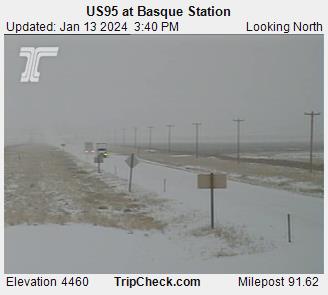 US95 at Basque Station
Updated: Jan 13 2024 3:40 PM Looking North
Elevation 4460 TripCheck.com Milepost 91.62